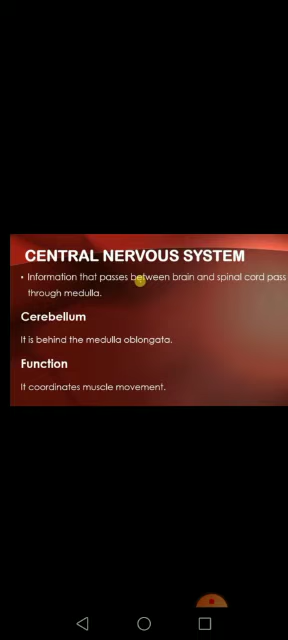 CENTRAL NERVOUS SYSTEM
• Information that passes between brain and spinal cord pass
through medulla.
Cerebellum
It is behind the medulla oblongata.
Function
It coordinates muscle movement.